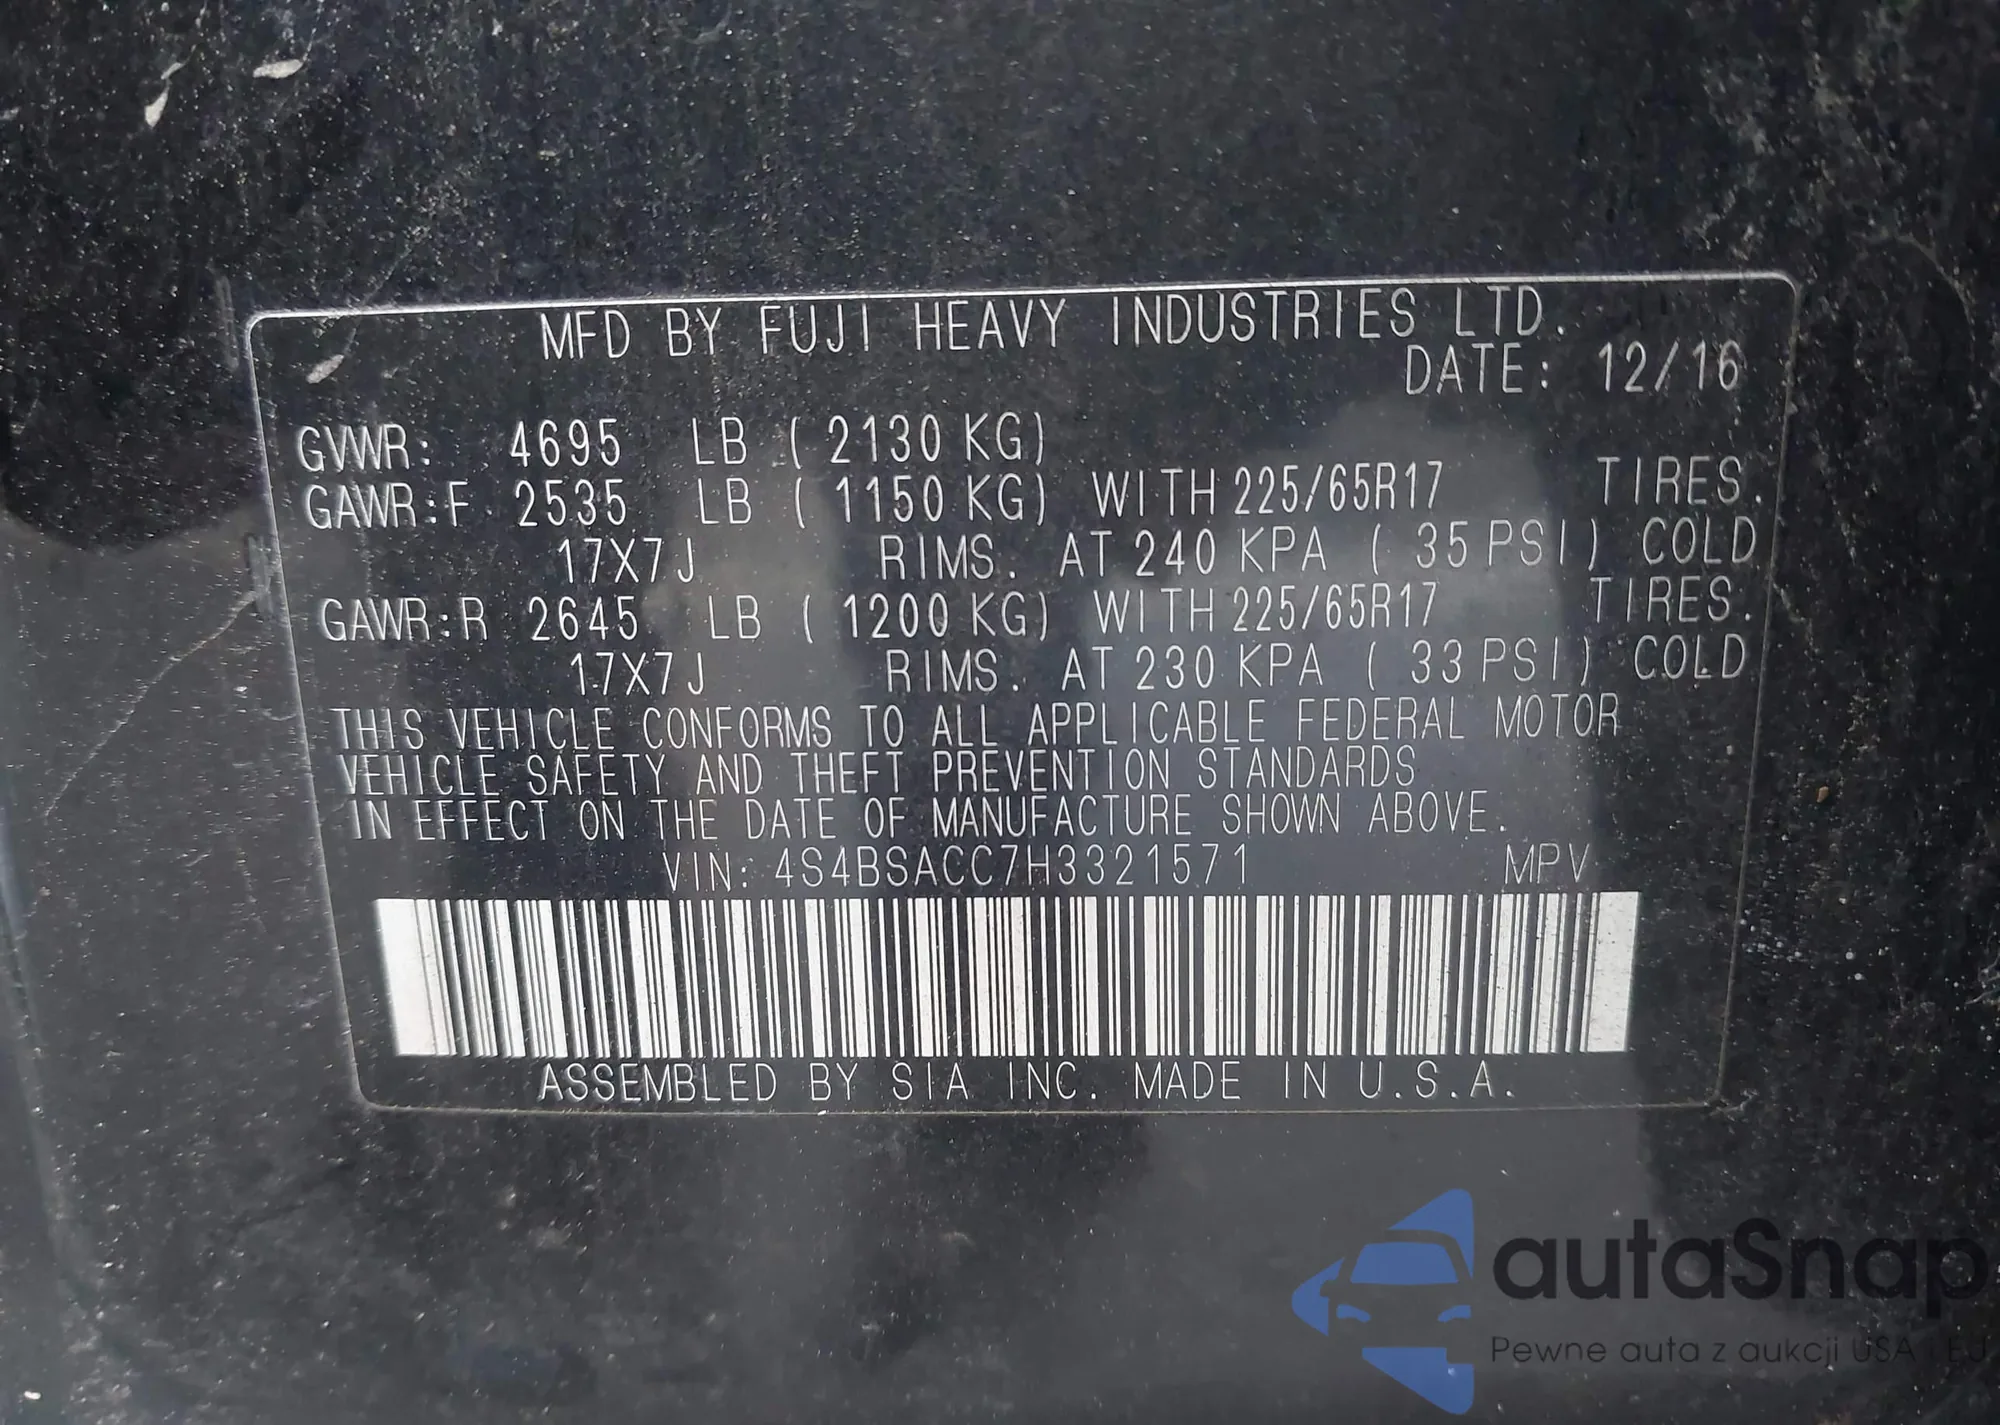 MFD BY FUJI HEAVY INDUSTRIES LTD.
DATE: 12/16
GVWR: 4695 LB ( 2130 KG)
GAWR:F 2535 LB ( 1150 KG) WITH 225/65R17 TIRES.
17X7J RIMS. AT 240 KPA ( 35 PSI) COLD
GAWR:R 2645 LB ( 1200 KG) WITH 225/65R17 TIRES.
17X7J RIMS. AT 230 KPA ( 33 PSI) COLD
THIS VEHICLE CONFORMS TO ALL APPLICABLE FEDERAL MOTOR
VEHICLE SAFETY AND THEFT PREVENTION STANDARDS
IN EFFECT ON THE DATE OF MANUFACTURE SHOWN ABOVE.
VIN: 4S4BSACC7H3321571 MPV
ASSEMBLED BY SIA INC. MADE IN U.S.A.
autaSnap
Pewne auta z aukcji USA i EU